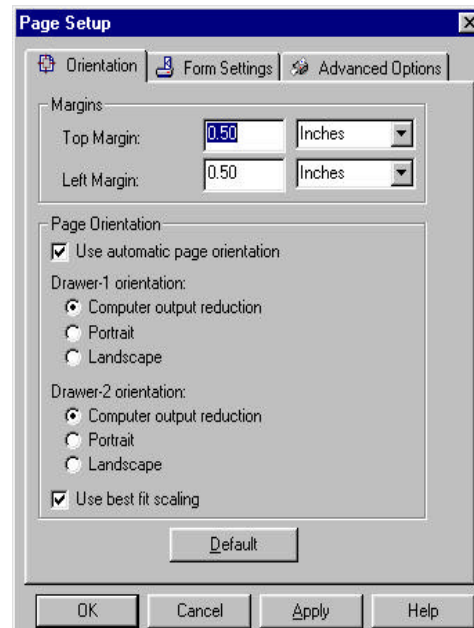 Page Setup
Orientation Form Settings Advanced Options
Margins
Top Margin: 0.50 Inches
Left Margin: 0.50 Inches
Page Orientation
Use automatic page orientation
Drawer-1 orientation:
Computer output reduction
Portrait
Landscape
Drawer-2 orientation:
Computer output reduction
Portrait
Landscape
Use best fit scaling
Default
OK Cancel Apply Help